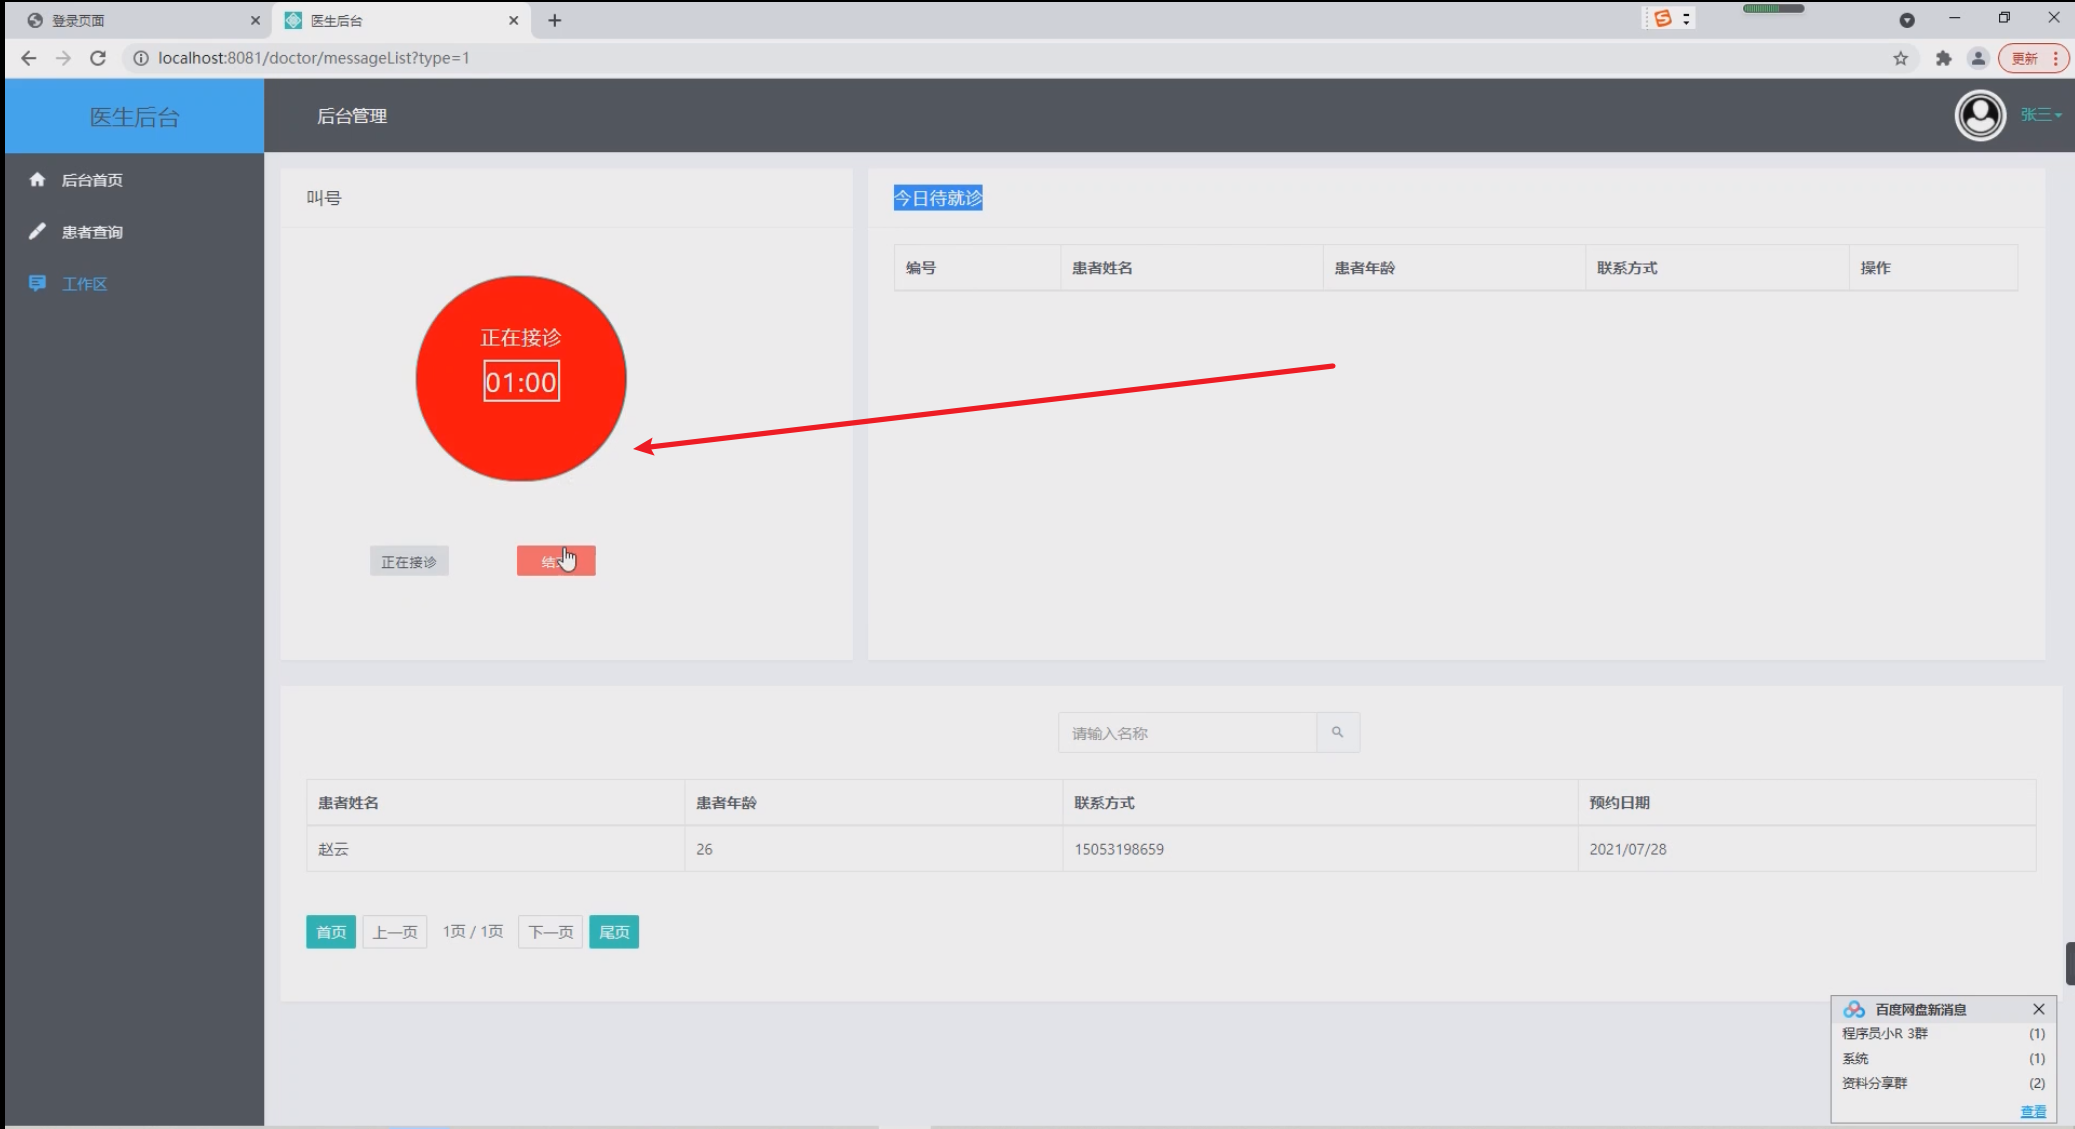 登录页面
医生后台
localhost:8081/doctor/messageList?type=1
更新
医生后台
后台管理
张三
后台首页
患者查询
工作区
叫号
正在接诊
01:00
正在接诊
今日待就诊
编号 患者姓名 患者年龄 联系方式 操作
请输入名称
患者姓名 患者年龄 联系方式 预约日期
赵云 26 15053198659 2021/07/28
首页 上一页 1页 / 1页 下一页 尾页
百度网盘新消息
程序员小R 3群 (1)
系统 (1)
资料分享群 (2)
查看